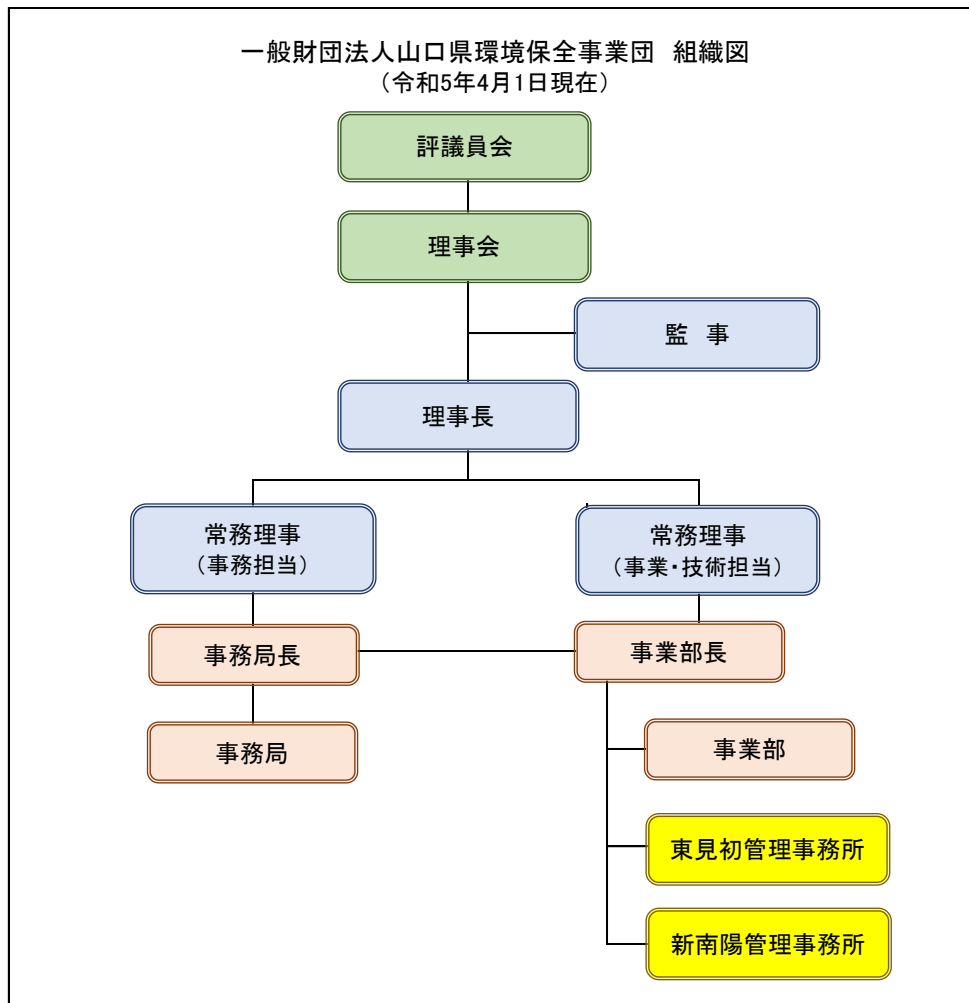 一般財団法人山口県環境保全事業団 組織図
（令和5年4月1日現在）
評議員会
理事会
監 事
理事長
常務理事
（事務担当）
常務理事
（事業・技術担当）
事務局長
事業部長
事務局
事業部
東見初管理事務所
新南陽管理事務所